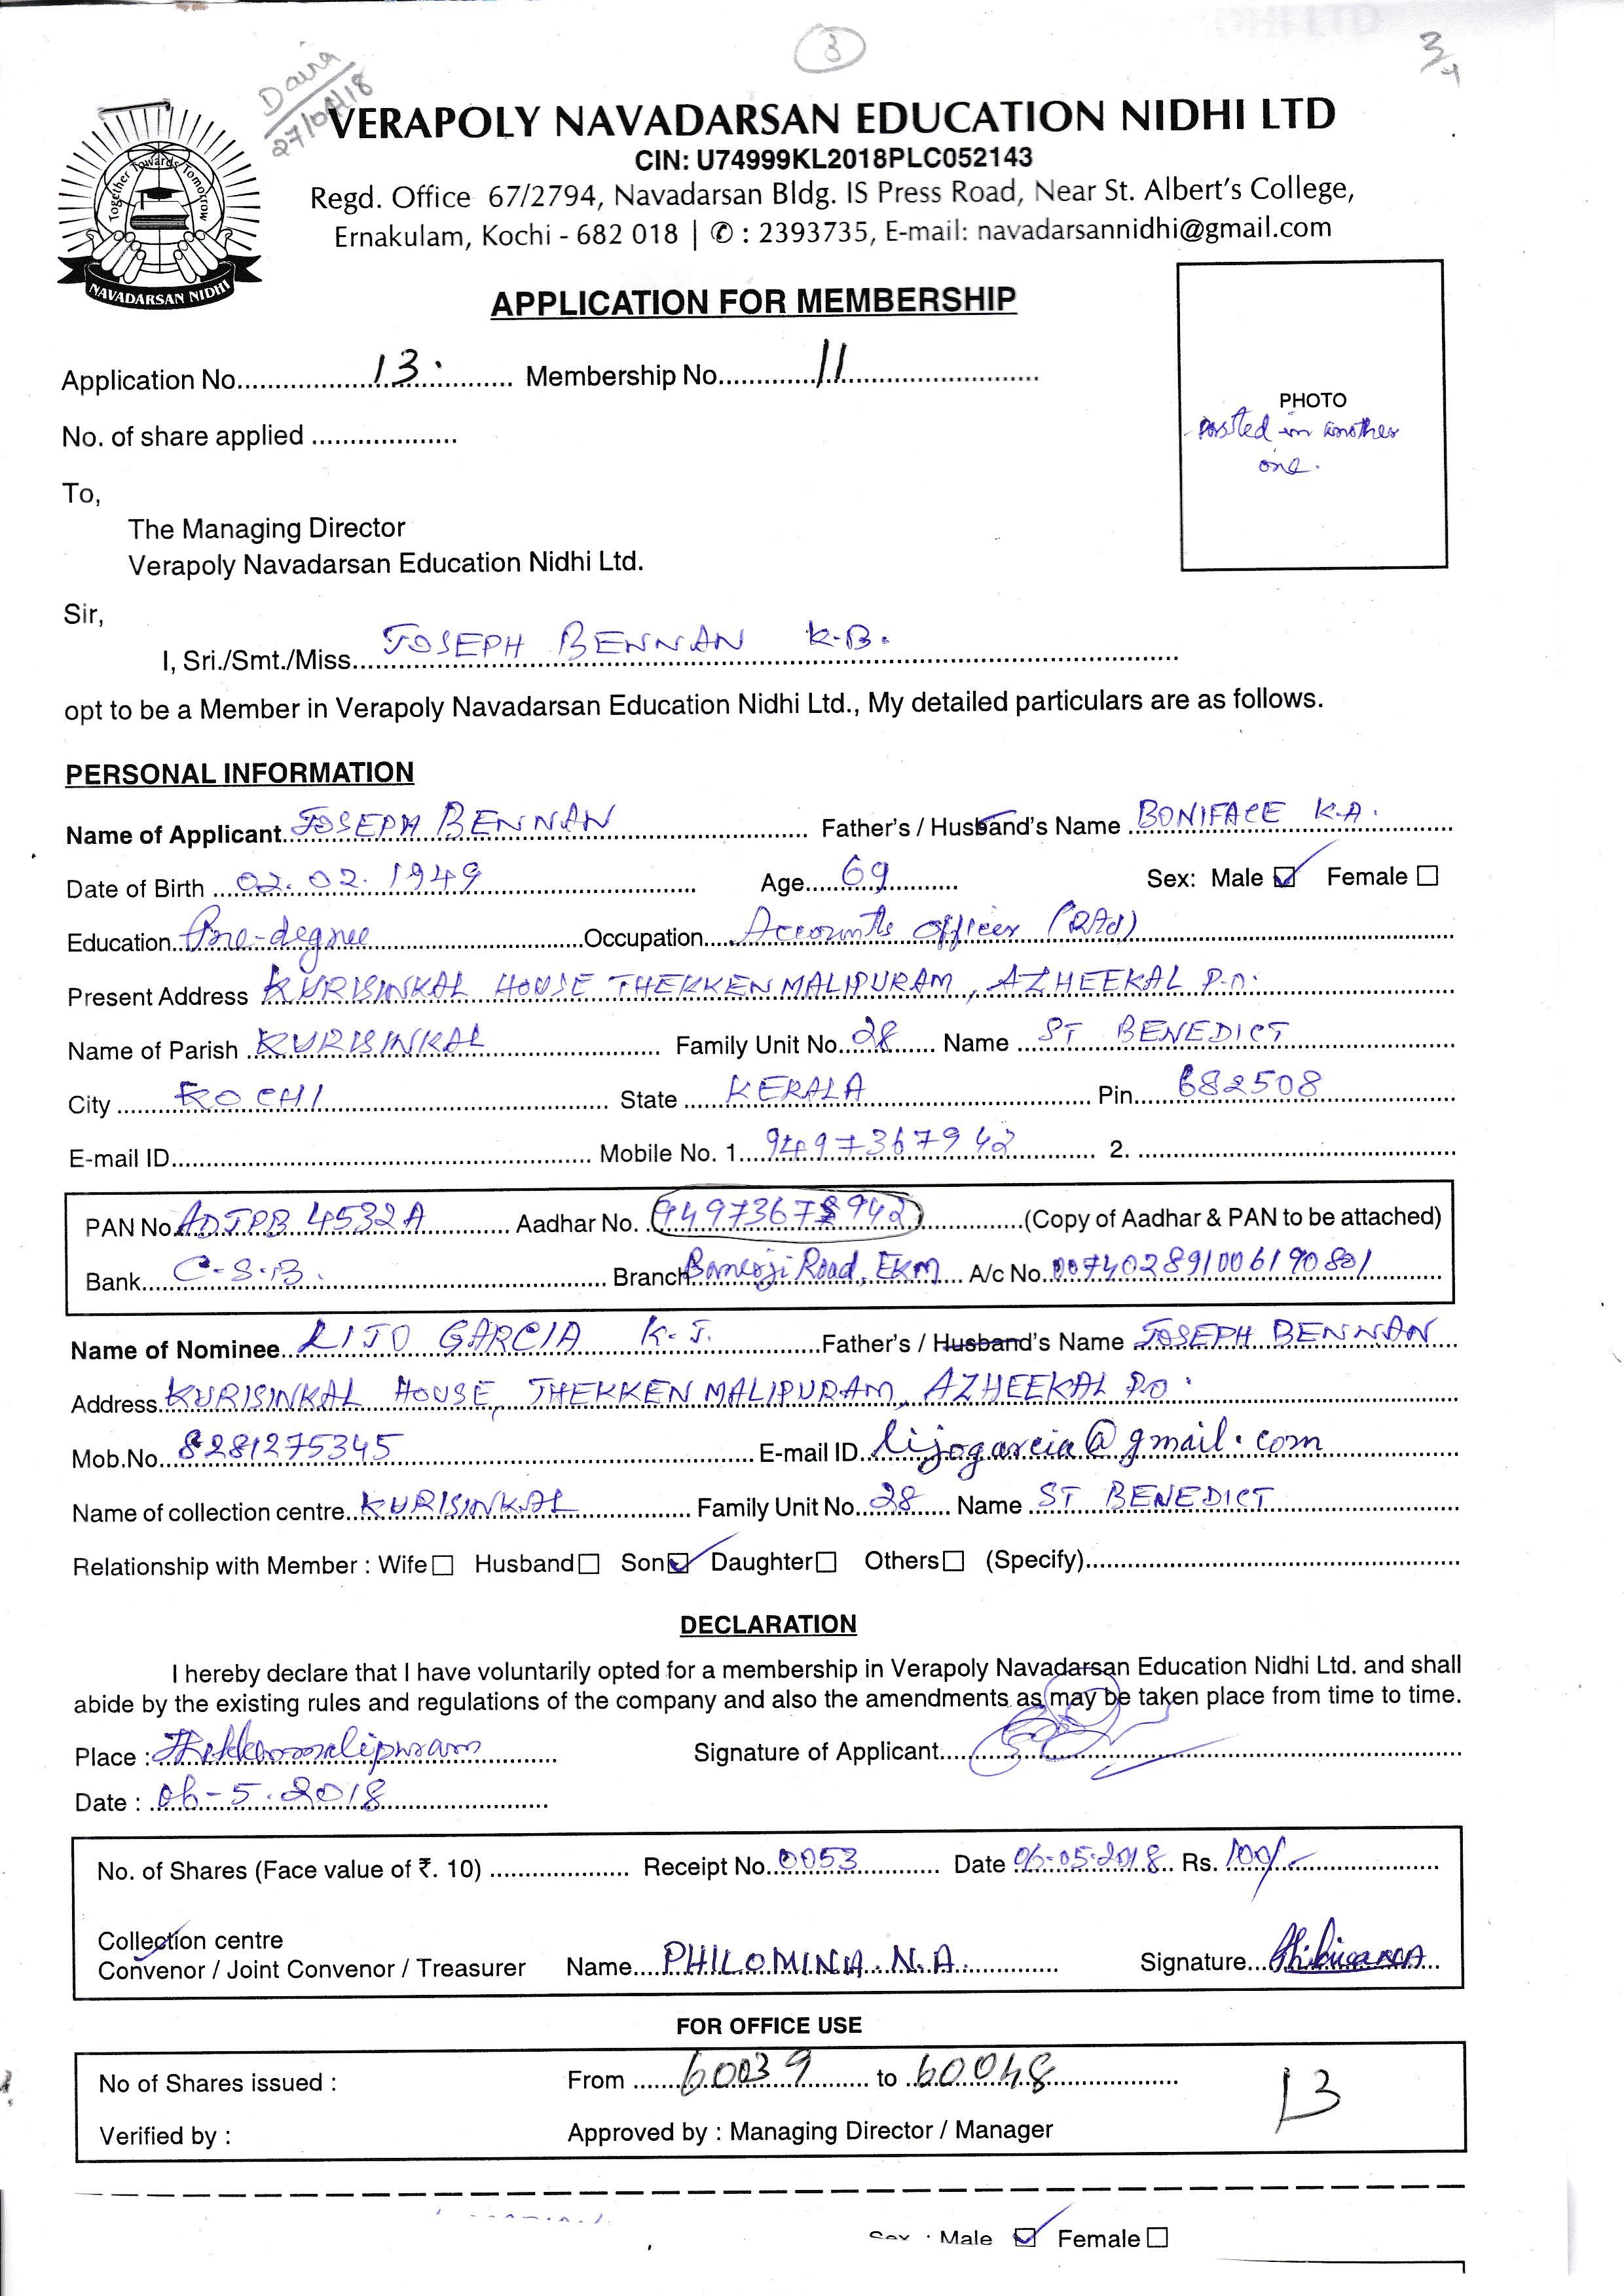 3
3
Daira
27/04/18
VERAPOLY NAVADARSAN EDUCATION NIDHI LTD
CIN: U74999KL2018PLC052143
Regd. Office 67/2794, Navadarsan Bldg. IS Press Road, Near St. Albert's College,
Ernakulam, Kochi - 682 018 | ✆ : 2393735, E-mail: navadarsannidhi@gmail.com
Together Towards Tomorrow
NAVADARSAN NIDHI
APPLICATION FOR MEMBERSHIP
Application No. 13. Membership No. 11
PHOTO
Pasted in another
one.
No. of share applied
To,
The Managing Director
Verapoly Navadarsan Education Nidhi Ltd.
Sir,
I, Sri./Smt./Miss. JOSEPH BENNAN K.B.
opt to be a Member in Verapoly Navadarsan Education Nidhi Ltd., My detailed particulars are as follows.
PERSONAL INFORMATION
Name of Applicant JOSEPH BENNAN Father's / Husband's Name BONIFACE K.A.
Date of Birth 02.02.1949 Age 69 Sex: Male ☑ Female ☐
Education Pre-degree Occupation Accounts Officer (Rtd)
Present Address KURISINKAL HOUSE THEKKEN MALIPURAM, AZHEEKAL P.O.
Name of Parish KURISINKAL Family Unit No. 28 Name ST BENEDICT
City KOCHI State KERALA Pin 682508
E-mail ID Mobile No. 1. 9497367942 2.
PAN No. ADJPB 4532A Aadhar No. (Copy of Aadhar & PAN to be attached)
Bank C.S.B. Branch Banerji Road, EKM A/c No. 007402891006190801
Name of Nominee LIJO GARCIA K.J. Father's / Husband's Name JOSEPH BENNAN
Address KURISINKAL HOUSE, THEKKEN MALIPURAM, AZHEEKAL P.O.
Mob.No. 8281275345 E-mail ID. lijogarcia@gmail.com
Name of collection centre KURISINKAL Family Unit No. 28 Name ST BENEDICT
Relationship with Member : Wife ☐ Husband ☐ Son ☑ Daughter ☐ Others ☐ (Specify)
DECLARATION
I hereby declare that I have voluntarily opted for a membership in Verapoly Navadarsan Education Nidhi Ltd. and shall
abide by the existing rules and regulations of the company and also the amendments as may be taken place from time to time.
Place : Thekkenmalipuram Signature of Applicant
Date : 06-5.2018
No. of Shares (Face value of ₹. 10) Receipt No. 0053 Date 06-05-2018 Rs. 100/-
Collection centre
Convenor / Joint Convenor / Treasurer Name PHILOMINA. N.A. Signature
FOR OFFICE USE
No of Shares issued : From 60039 to 60048
13
Verified by : Approved by : Managing Director / Manager
Sex : Male ☑ Female ☐